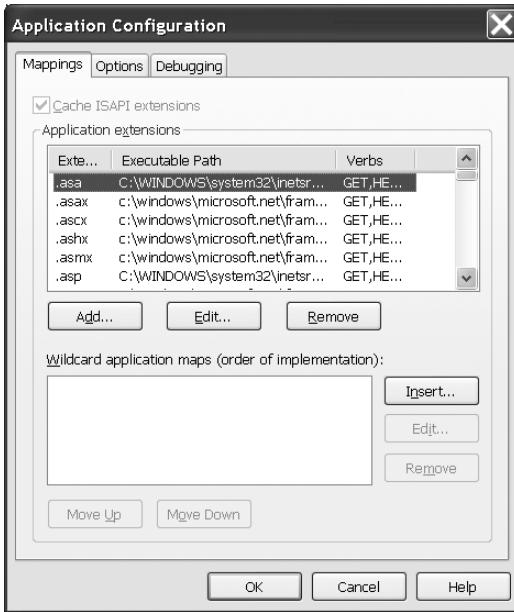 Application Configuration
Mappings Options Debugging
Cache ISAPI extensions
Application extensions
Exte... Executable Path Verbs
.asa C:\WINDOWS\system32\inetsr... GET,HE...
.asax c:\windows\microsoft.net\fram... GET,HE...
.ascx c:\windows\microsoft.net\fram... GET,HE...
.ashx c:\windows\microsoft.net\fram... GET,HE...
.asmx c:\windows\microsoft.net\fram... GET,HE...
.asp C:\WINDOWS\system32\inetsr... GET,HE...
Add... Edit... Remove
Wildcard application maps (order of implementation):
Insert...
Edit...
Remove
Move Up Move Down
OK Cancel Help